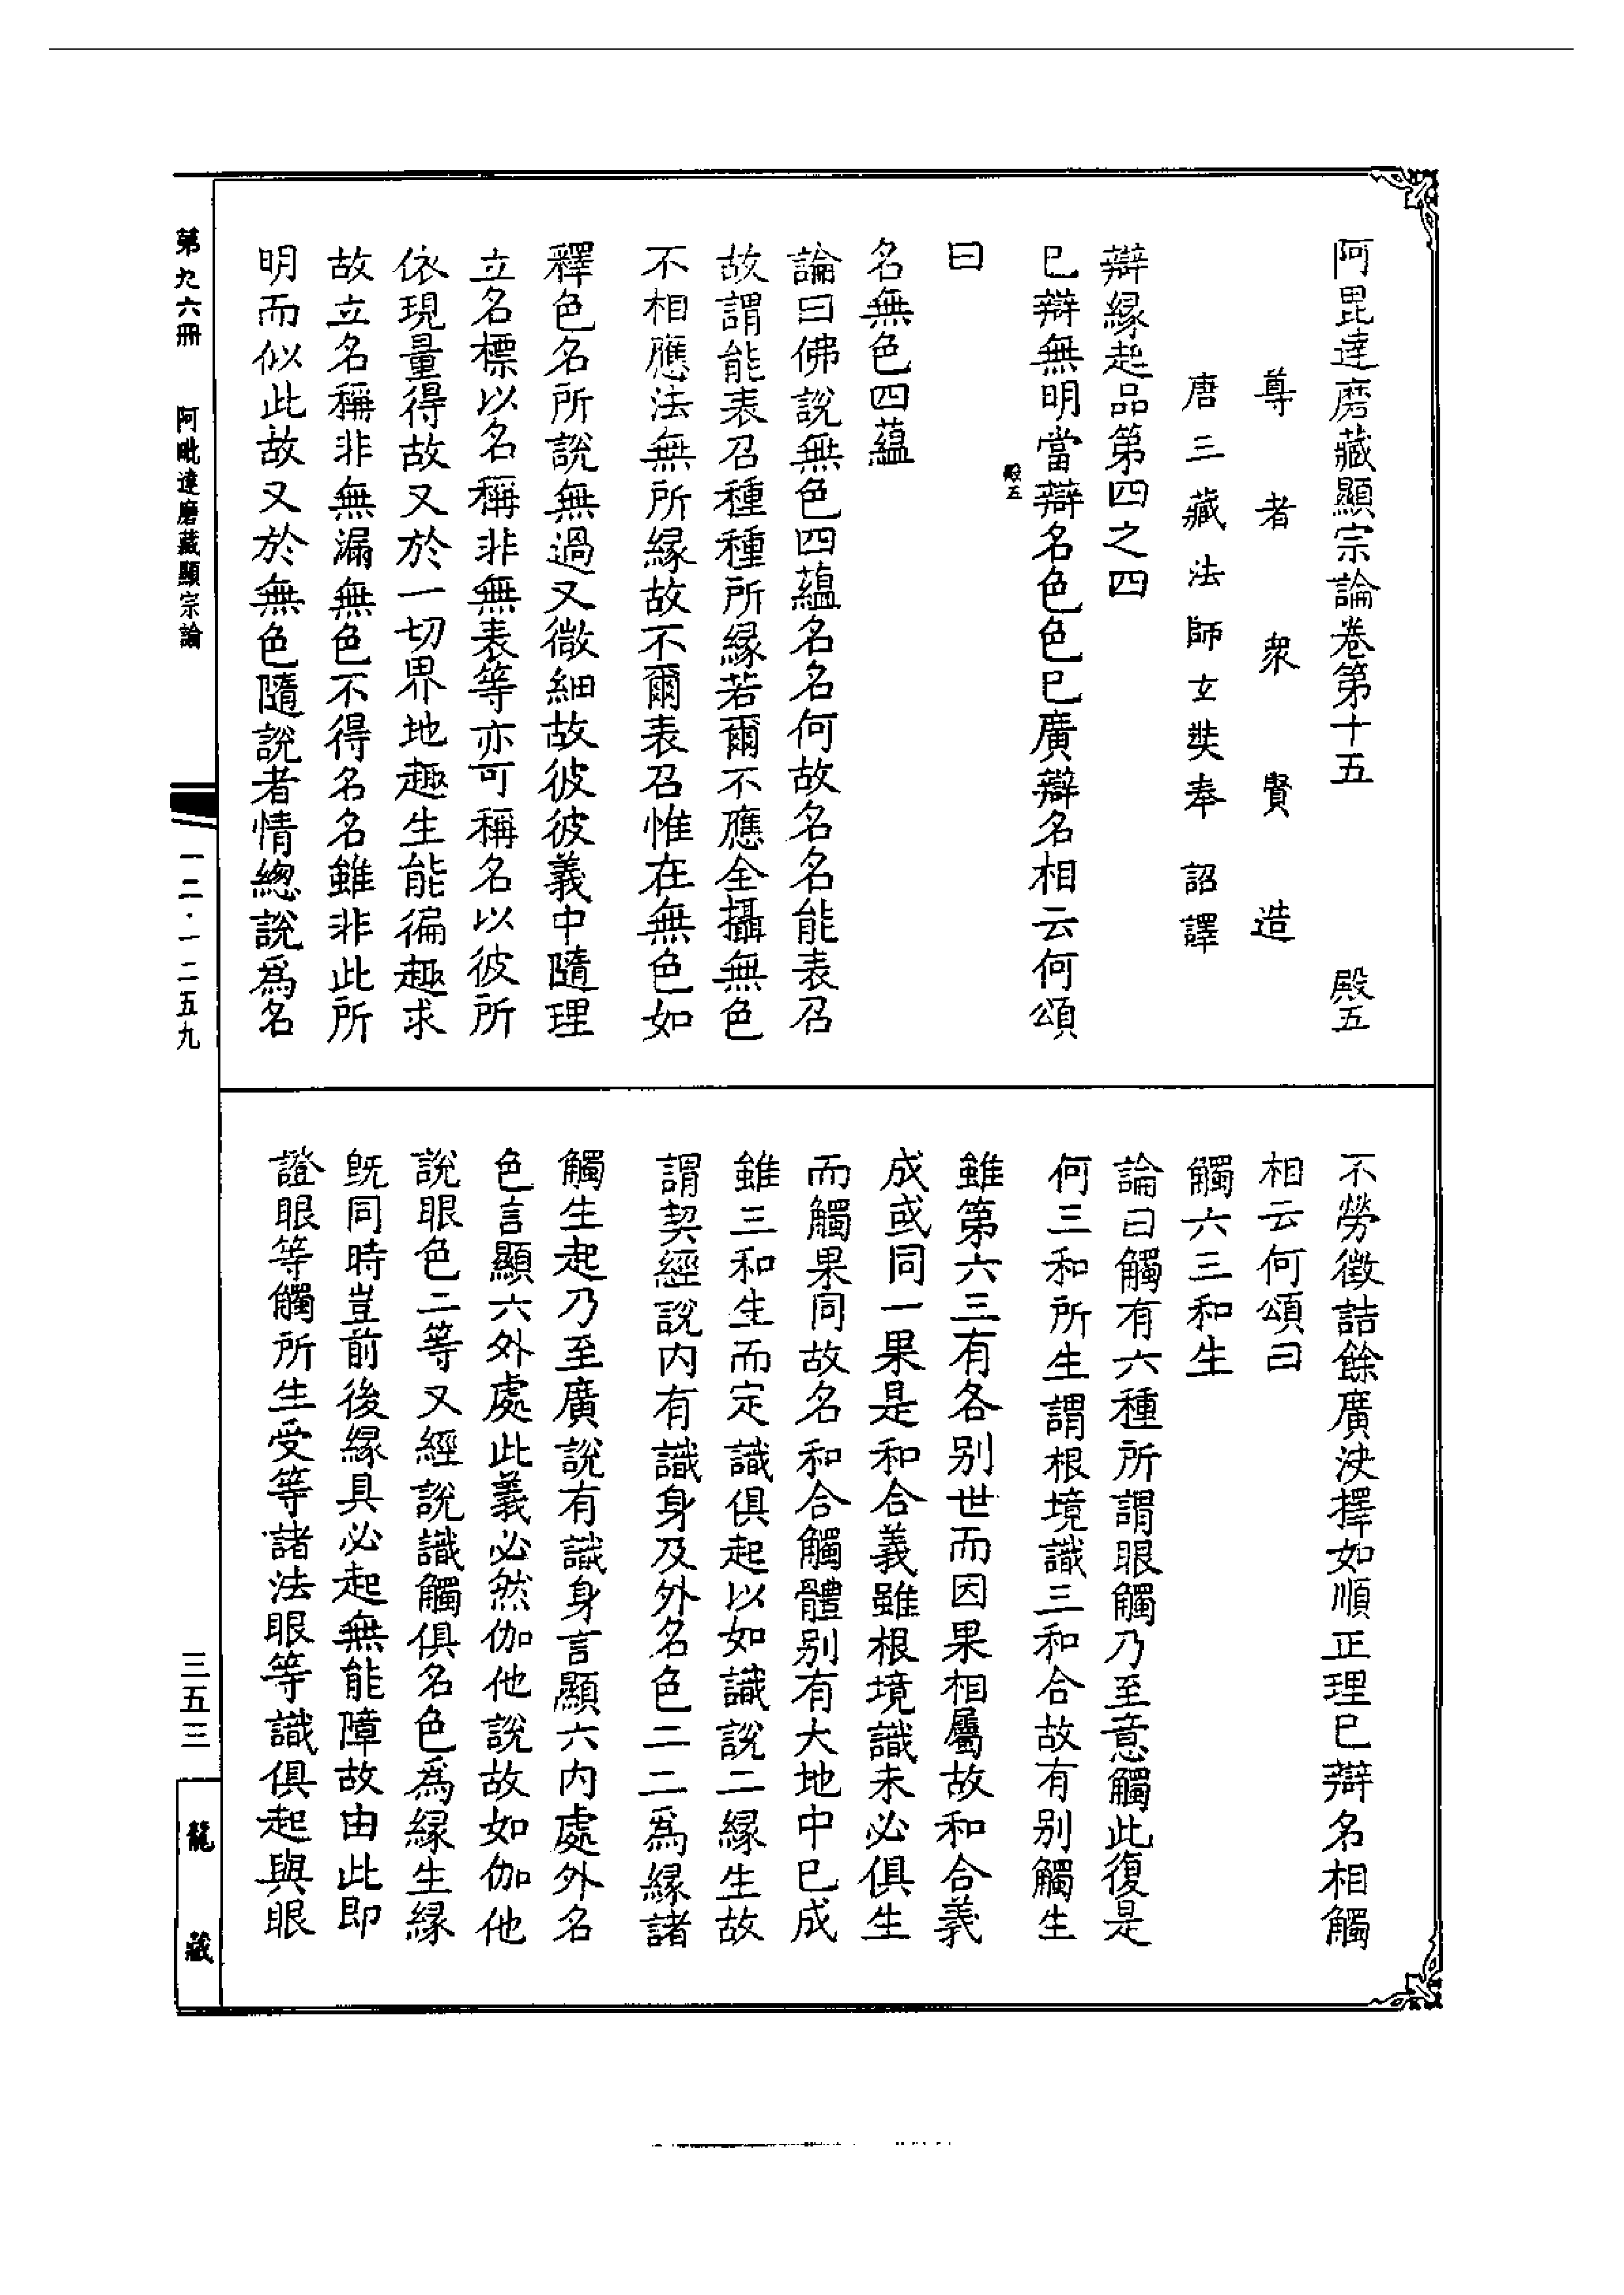 阿毘達磨藏顯宗論卷第十五　殿五
尊者衆賢造
唐三藏法師玄奘奉詔譯
辯緣起品第四之四
已辯無明當辯名色色已廣辯名相云何頌
殿五
曰
名無色四蘊
論曰佛說無色四蘊名名何故名名能表召
故謂能表召種種所緣若爾不應全攝無色
不相應法無所緣故不爾表召惟在無色如
釋色名所說無過又微細故彼彼義中隨理
立名標以名稱非無表等亦可稱名以彼所
依現量得故又於一切界地趣生能徧趣求
故立名稱非無漏無色不得名名雖非此所
明而似此故又於無色隨說者情總說爲名
不勞徵詰餘廣決擇如順正理已辯名相觸
相云何頌曰
觸六三和生
論曰觸有六種所謂眼觸乃至意觸此復是
何三和所生謂根境識三和合故有别觸生
雖第六三有各别世而因果相屬故和合義
成或同一果是和合義雖根境識未必俱生
而觸果同故名和合觸體别有大地中已成
雖三和生而定識俱起以如識說二緣生故
謂契經說内有識身及外名色二二爲緣諸
觸生起乃至廣說有識身言顯六内處外名
色言顯六外處此義必然伽他說故如伽他
說眼色二等又經說識觸俱名色爲緣生緣
旣同時豈前後緣具必起無能障故由此即
證眼等觸所生受等諸法眼等識俱起與眼
第九六冊　阿毗達磨藏顯宗論　一二·一二五九　三五三　龍藏